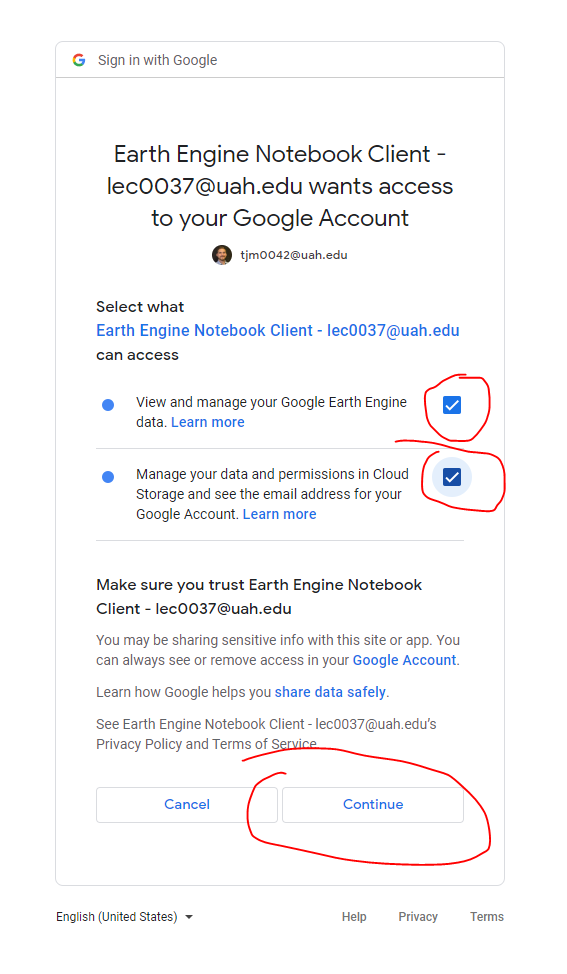 Sign in with Google
Earth Engine Notebook Client -
lec0037@uah.edu wants access
to your Google Account
tjm0042@uah.edu
Select what
Earth Engine Notebook Client - lec0037@uah.edu
can access
View and manage your Google Earth Engine
data. Learn more
Manage your data and permissions in Cloud
Storage and see the email address for your
Google Account. Learn more
Make sure you trust Earth Engine Notebook
Client - lec0037@uah.edu
You may be sharing sensitive info with this site or app. You
can always see or remove access in your Google Account.
Learn how Google helps you share data safely.
See Earth Engine Notebook Client - lec0037@uah.edu’s
Privacy Policy and Terms of Service.
Cancel Continue
English (United States) Help Privacy Terms